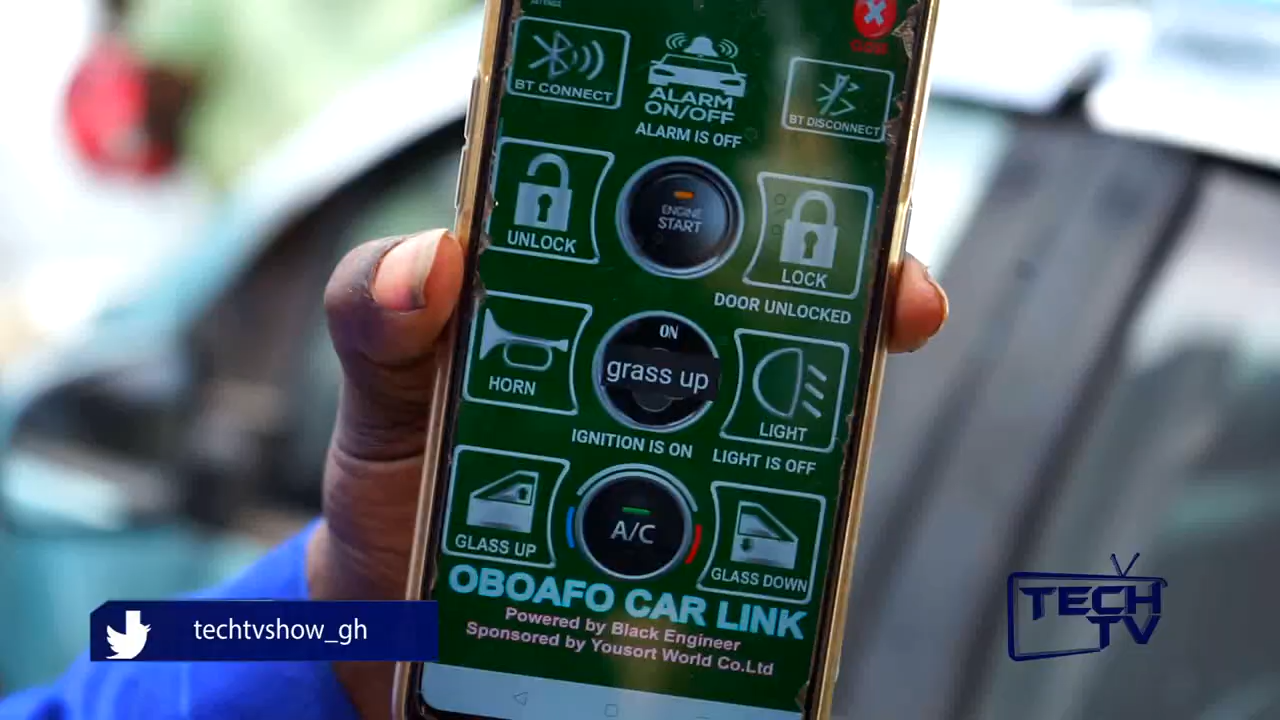 BT CONNECT
ALARM
ON/OFF
ALARM IS OFF
BT DISCONNECT
UNLOCK
ENGINE
START
LOCK
DOOR UNLOCKED
HORN
ON
grass up
IGNITION IS ON
LIGHT
LIGHT IS OFF
GLASS UP
A/C
GLASS DOWN
OBOAFO CAR LINK
Powered by Black Engineer
Sponsored by Yousort World Co.Ltd
techtvshow_gh
TECH
TV